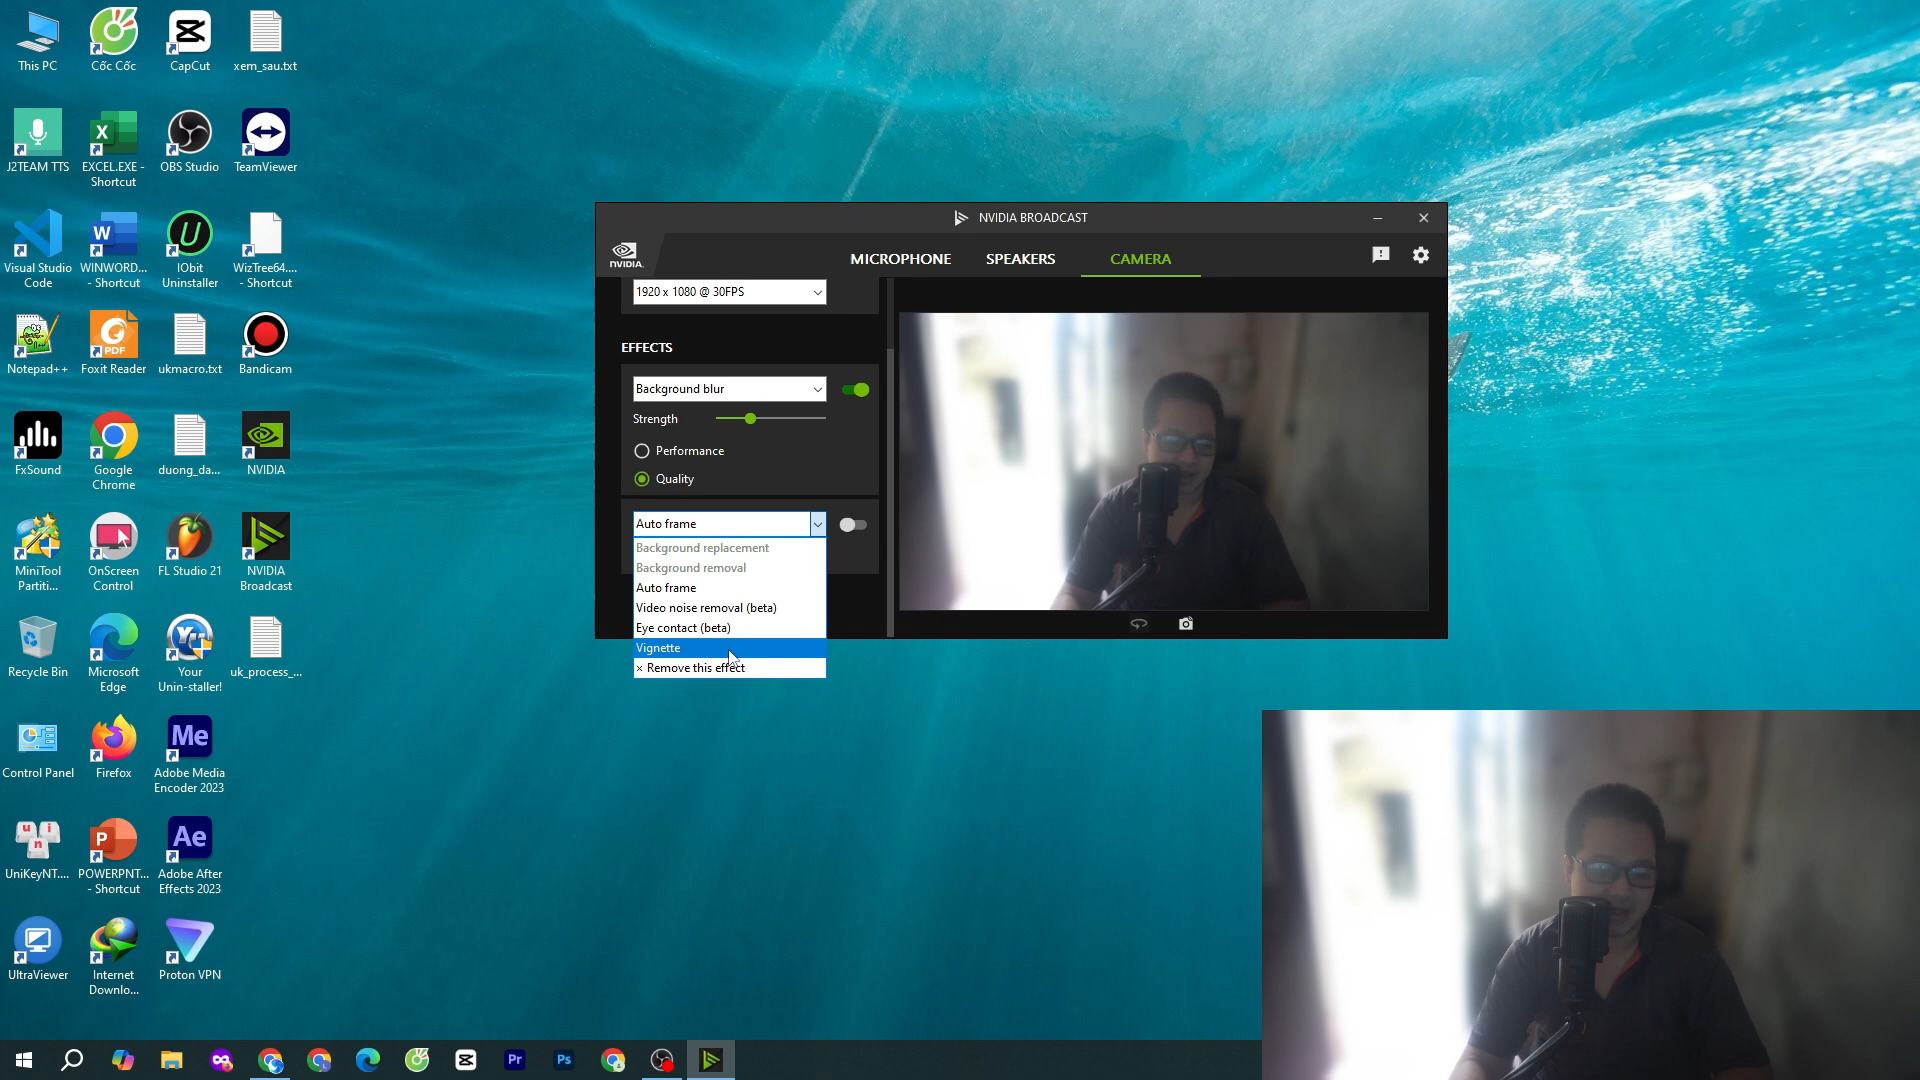 This PC
Cốc Cốc
CapCut
xem_sau.txt
J2TEAM TTS
EXCEL.EXE -
Shortcut
OBS Studio
TeamViewer
Visual Studio
Code
WINWORD...
- Shortcut
IObit
Uninstaller
WizTree64....
- Shortcut
Notepad++
Foxit Reader
ukmacro.txt
Bandicam
FxSound
Google
Chrome
duong_da...
NVIDIA
MiniTool
Partiti...
OnScreen
Control
FL Studio 21
NVIDIA
Broadcast
Recycle Bin
Microsoft
Edge
Your
Unin-staller!
uk_process_...
Control Panel
Firefox
Adobe Media
Encoder 2023
UniKeyNT....
POWERPNT...
- Shortcut
Adobe After
Effects 2023
UltraViewer
Internet
Downlo...
Proton VPN
NVIDIA BROADCAST
NVIDIA.
MICROPHONE
SPEAKERS
CAMERA
1920 x 1080 @ 30FPS
EFFECTS
Background blur
Strength
Performance
Quality
Auto frame
Background replacement
Background removal
Auto frame
Video noise removal (beta)
Eye contact (beta)
Vignette
× Remove this effect